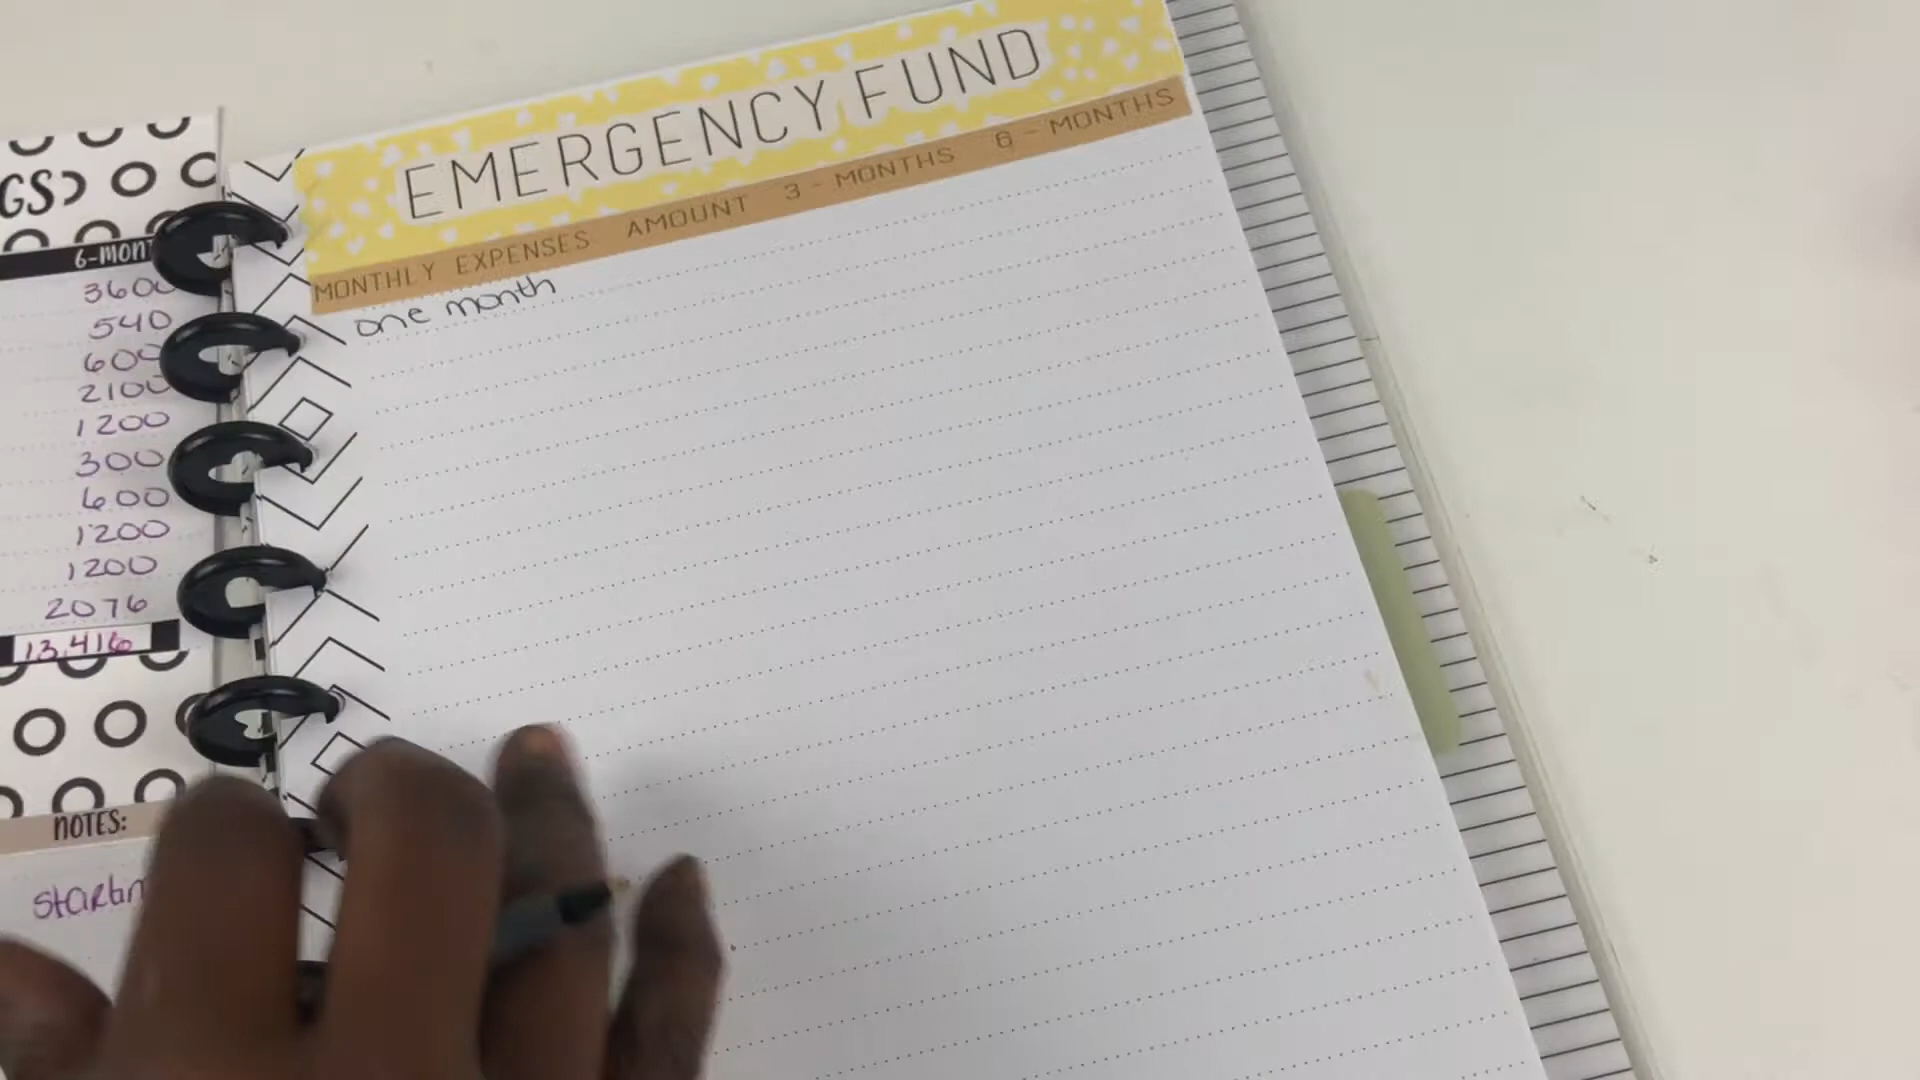 GS)
6-MONT
3600
540
600
2100
1200
300
600
1200
1200
2076
13,416
NOTES:
startin
EMERGENCY FUND
MONTHLY EXPENSES AMOUNT 3 - MONTHS 6 - MONTHS
one month